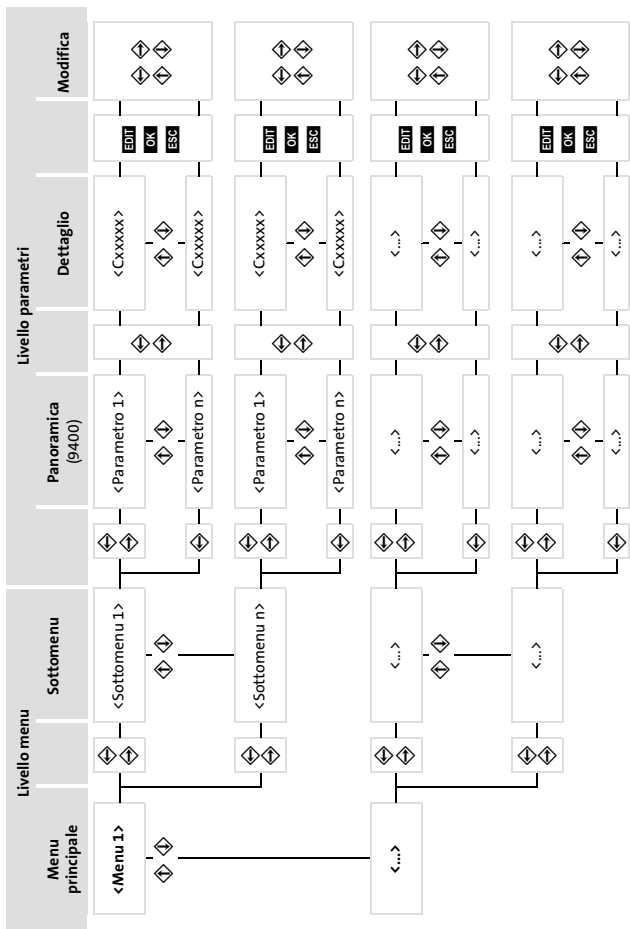 Livello menu
Livello parametri
Menu
principale
Sottomenu
Panoramica
(9400)
Dettaglio
Modifica
<Menu 1>
<Sottomenu 1>
<Parametro 1>
<Cxxxxx>
EDIT
OK
ESC
<Parametro n>
<Cxxxxx>
<Sottomenu n>
<Parametro 1>
<Cxxxxx>
EDIT
OK
ESC
<Parametro n>
<Cxxxxx>
<...>
<...>
<...>
<...>
EDIT
OK
ESC
<...>
<...>
<...>
<...>
<...>
EDIT
OK
ESC
<...>
<...>